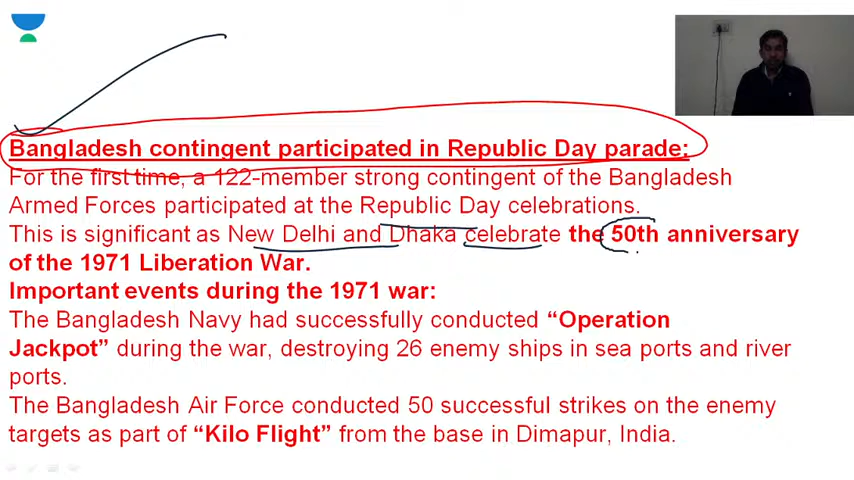 Bangladesh contingent participated in Republic Day parade:
For the first time, a 122-member strong contingent of the Bangladesh
Armed Forces participated at the Republic Day celebrations.
This is significant as New Delhi and Dhaka celebrate the 50th anniversary
of the 1971 Liberation War.
Important events during the 1971 war:
The Bangladesh Navy had successfully conducted “Operation
Jackpot” during the war, destroying 26 enemy ships in sea ports and river
ports.
The Bangladesh Air Force conducted 50 successful strikes on the enemy
targets as part of “Kilo Flight” from the base in Dimapur, India.